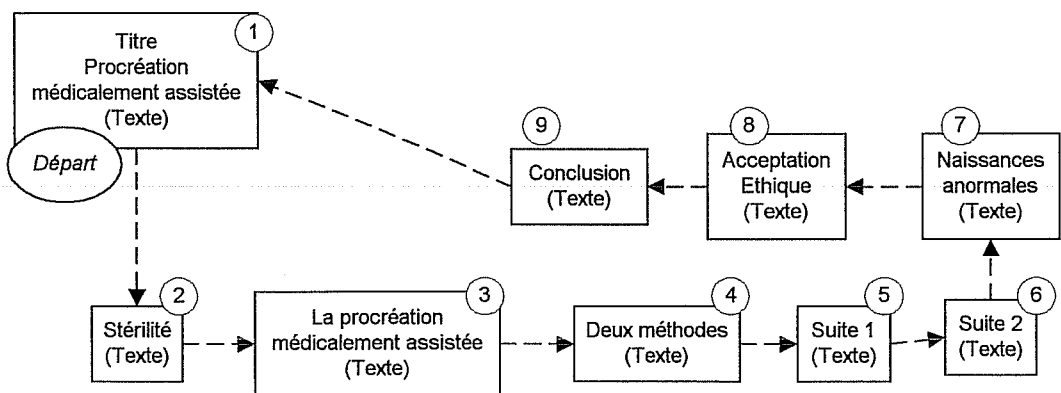 1
Titre
Procréation
médicalement assistée
(Texte)
Départ
2
Stérilité
(Texte)
3
La procréation
médicalement assistée
(Texte)
4
Deux méthodes
(Texte)
5
Suite 1
(Texte)
6
Suite 2
(Texte)
7
Naissances
anormales
(Texte)
8
Acceptation
Ethique
(Texte)
9
Conclusion
(Texte)